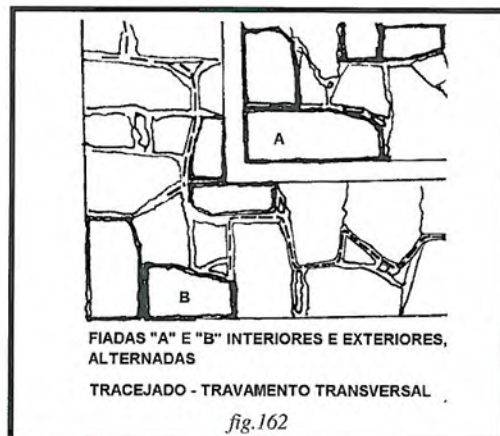 A
B
FIADAS "A" E "B" INTERIORES E EXTERIORES,
ALTERNADAS
TRACEJADO - TRAVAMENTO TRANSVERSAL
fig.162